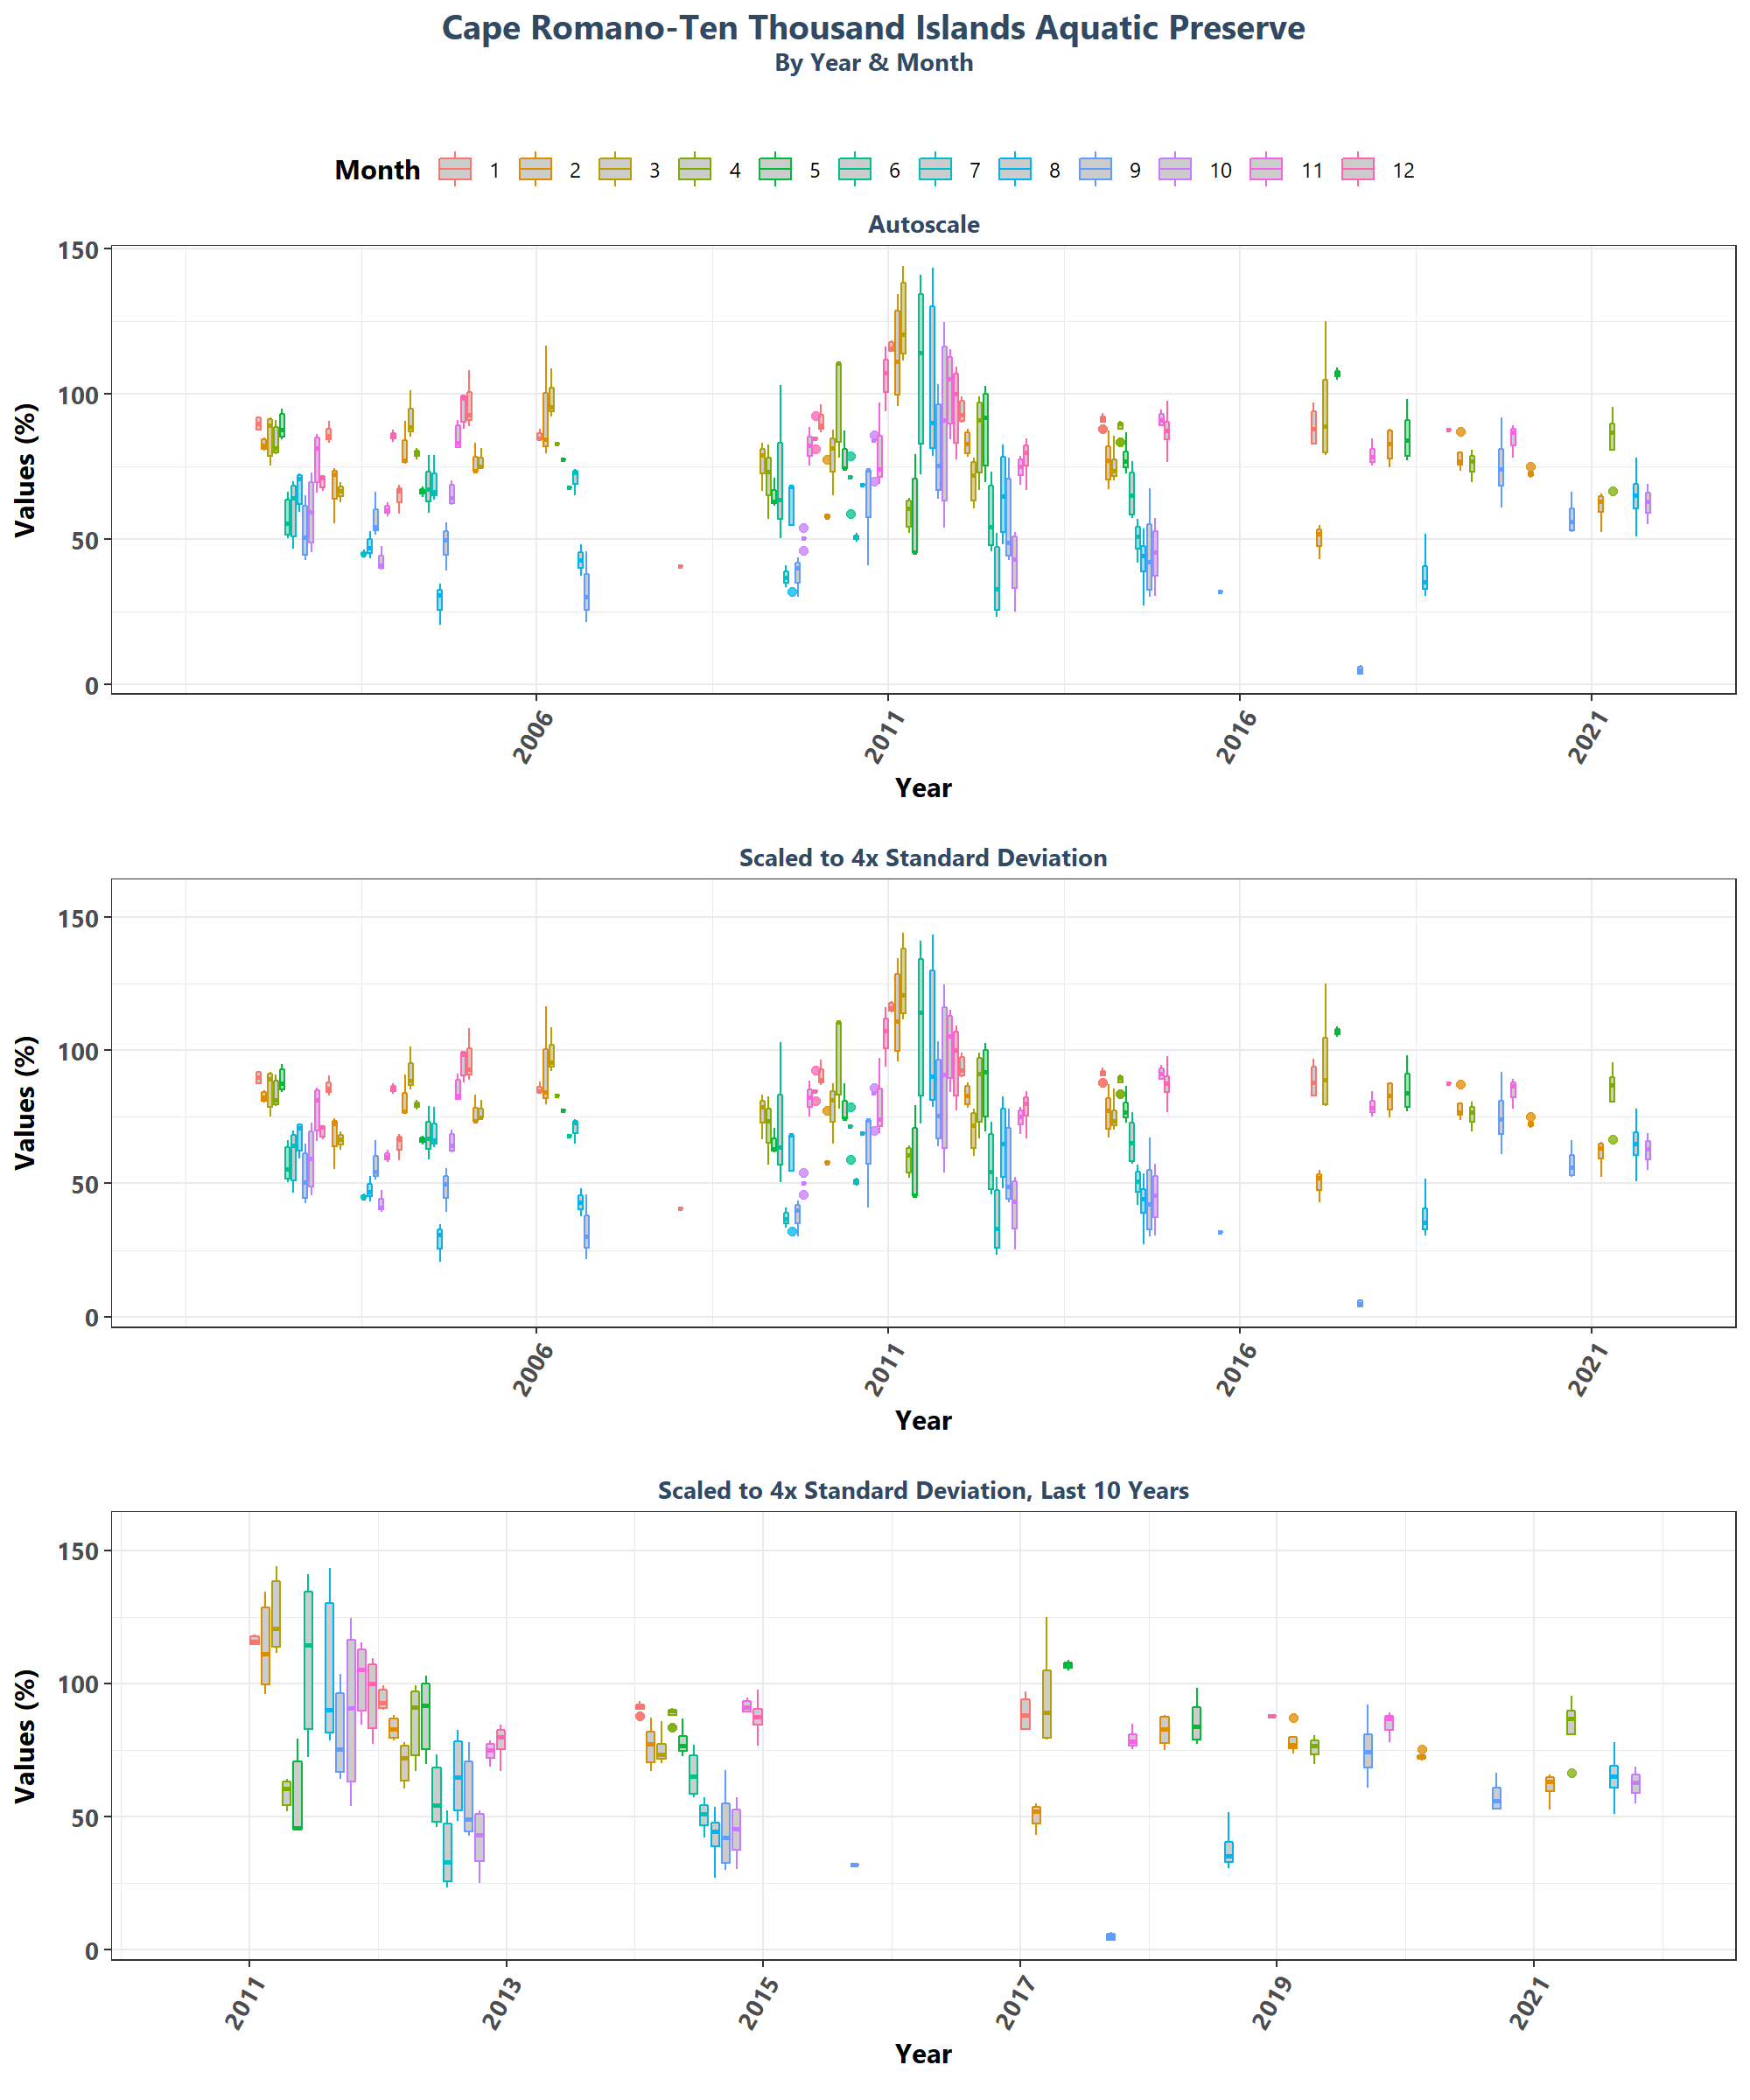 Cape Romano-Ten Thousand Islands Aquatic Preserve
By Year & Month
Month 1 2 3 4 5 6 7 8 9 10 11 12
Autoscale
Values (%)
150
100
50
0
2006 2011 2016 2021
Year
Scaled to 4x Standard Deviation
Values (%)
150
100
50
0
2006 2011 2016 2021
Year
Scaled to 4x Standard Deviation, Last 10 Years
Values (%)
150
100
50
0
2011 2013 2015 2017 2019 2021
Year